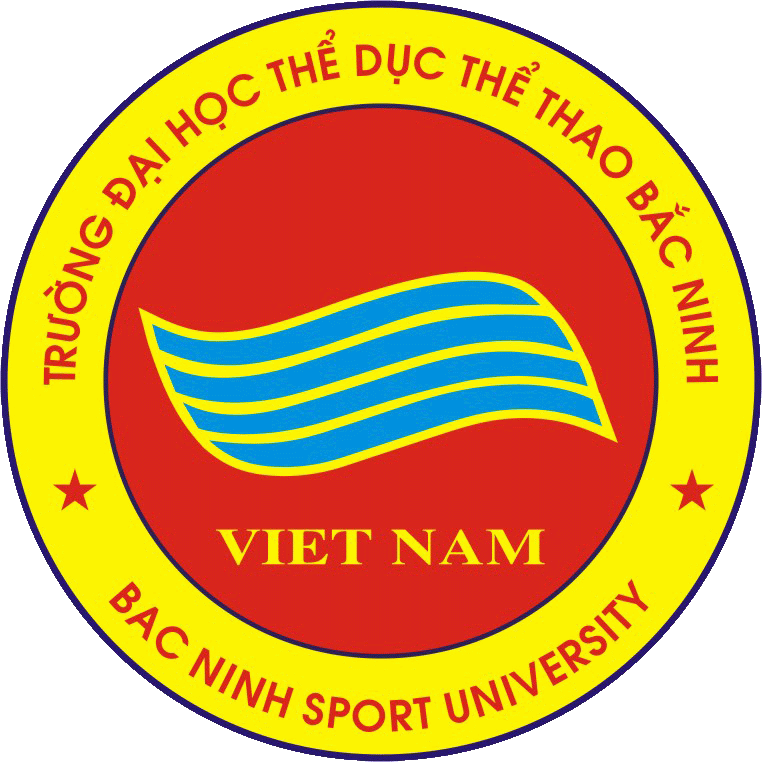 TRƯỜNG ĐẠI HỌC THỂ DỤC THỂ THAO BẮC NINH
VIET NAM
BAC NINH SPORT UNIVERSITY